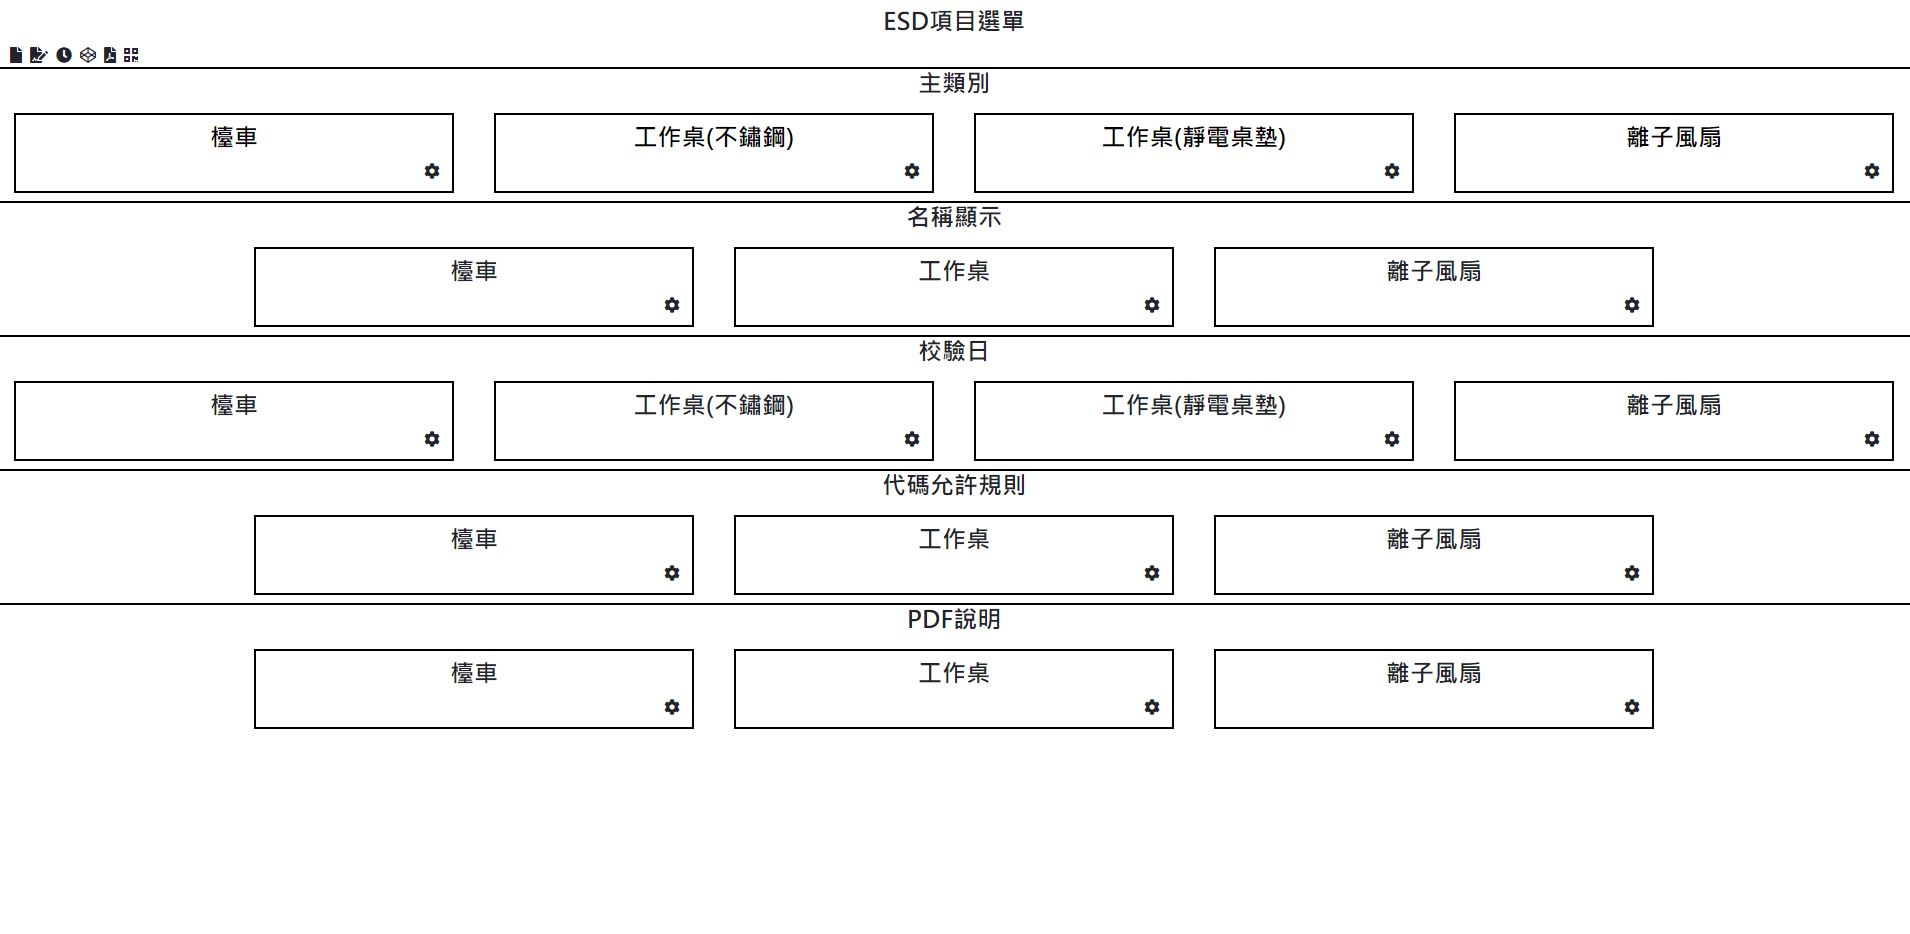 ESD項目選單
主類別
檯車
工作桌(不鏽鋼)
工作桌(靜電桌墊)
離子風扇
名稱顯示
檯車
工作桌
離子風扇
校驗日
檯車
工作桌(不鏽鋼)
工作桌(靜電桌墊)
離子風扇
代碼允許規則
檯車
工作桌
離子風扇
PDF說明
檯車
工作桌
離子風扇